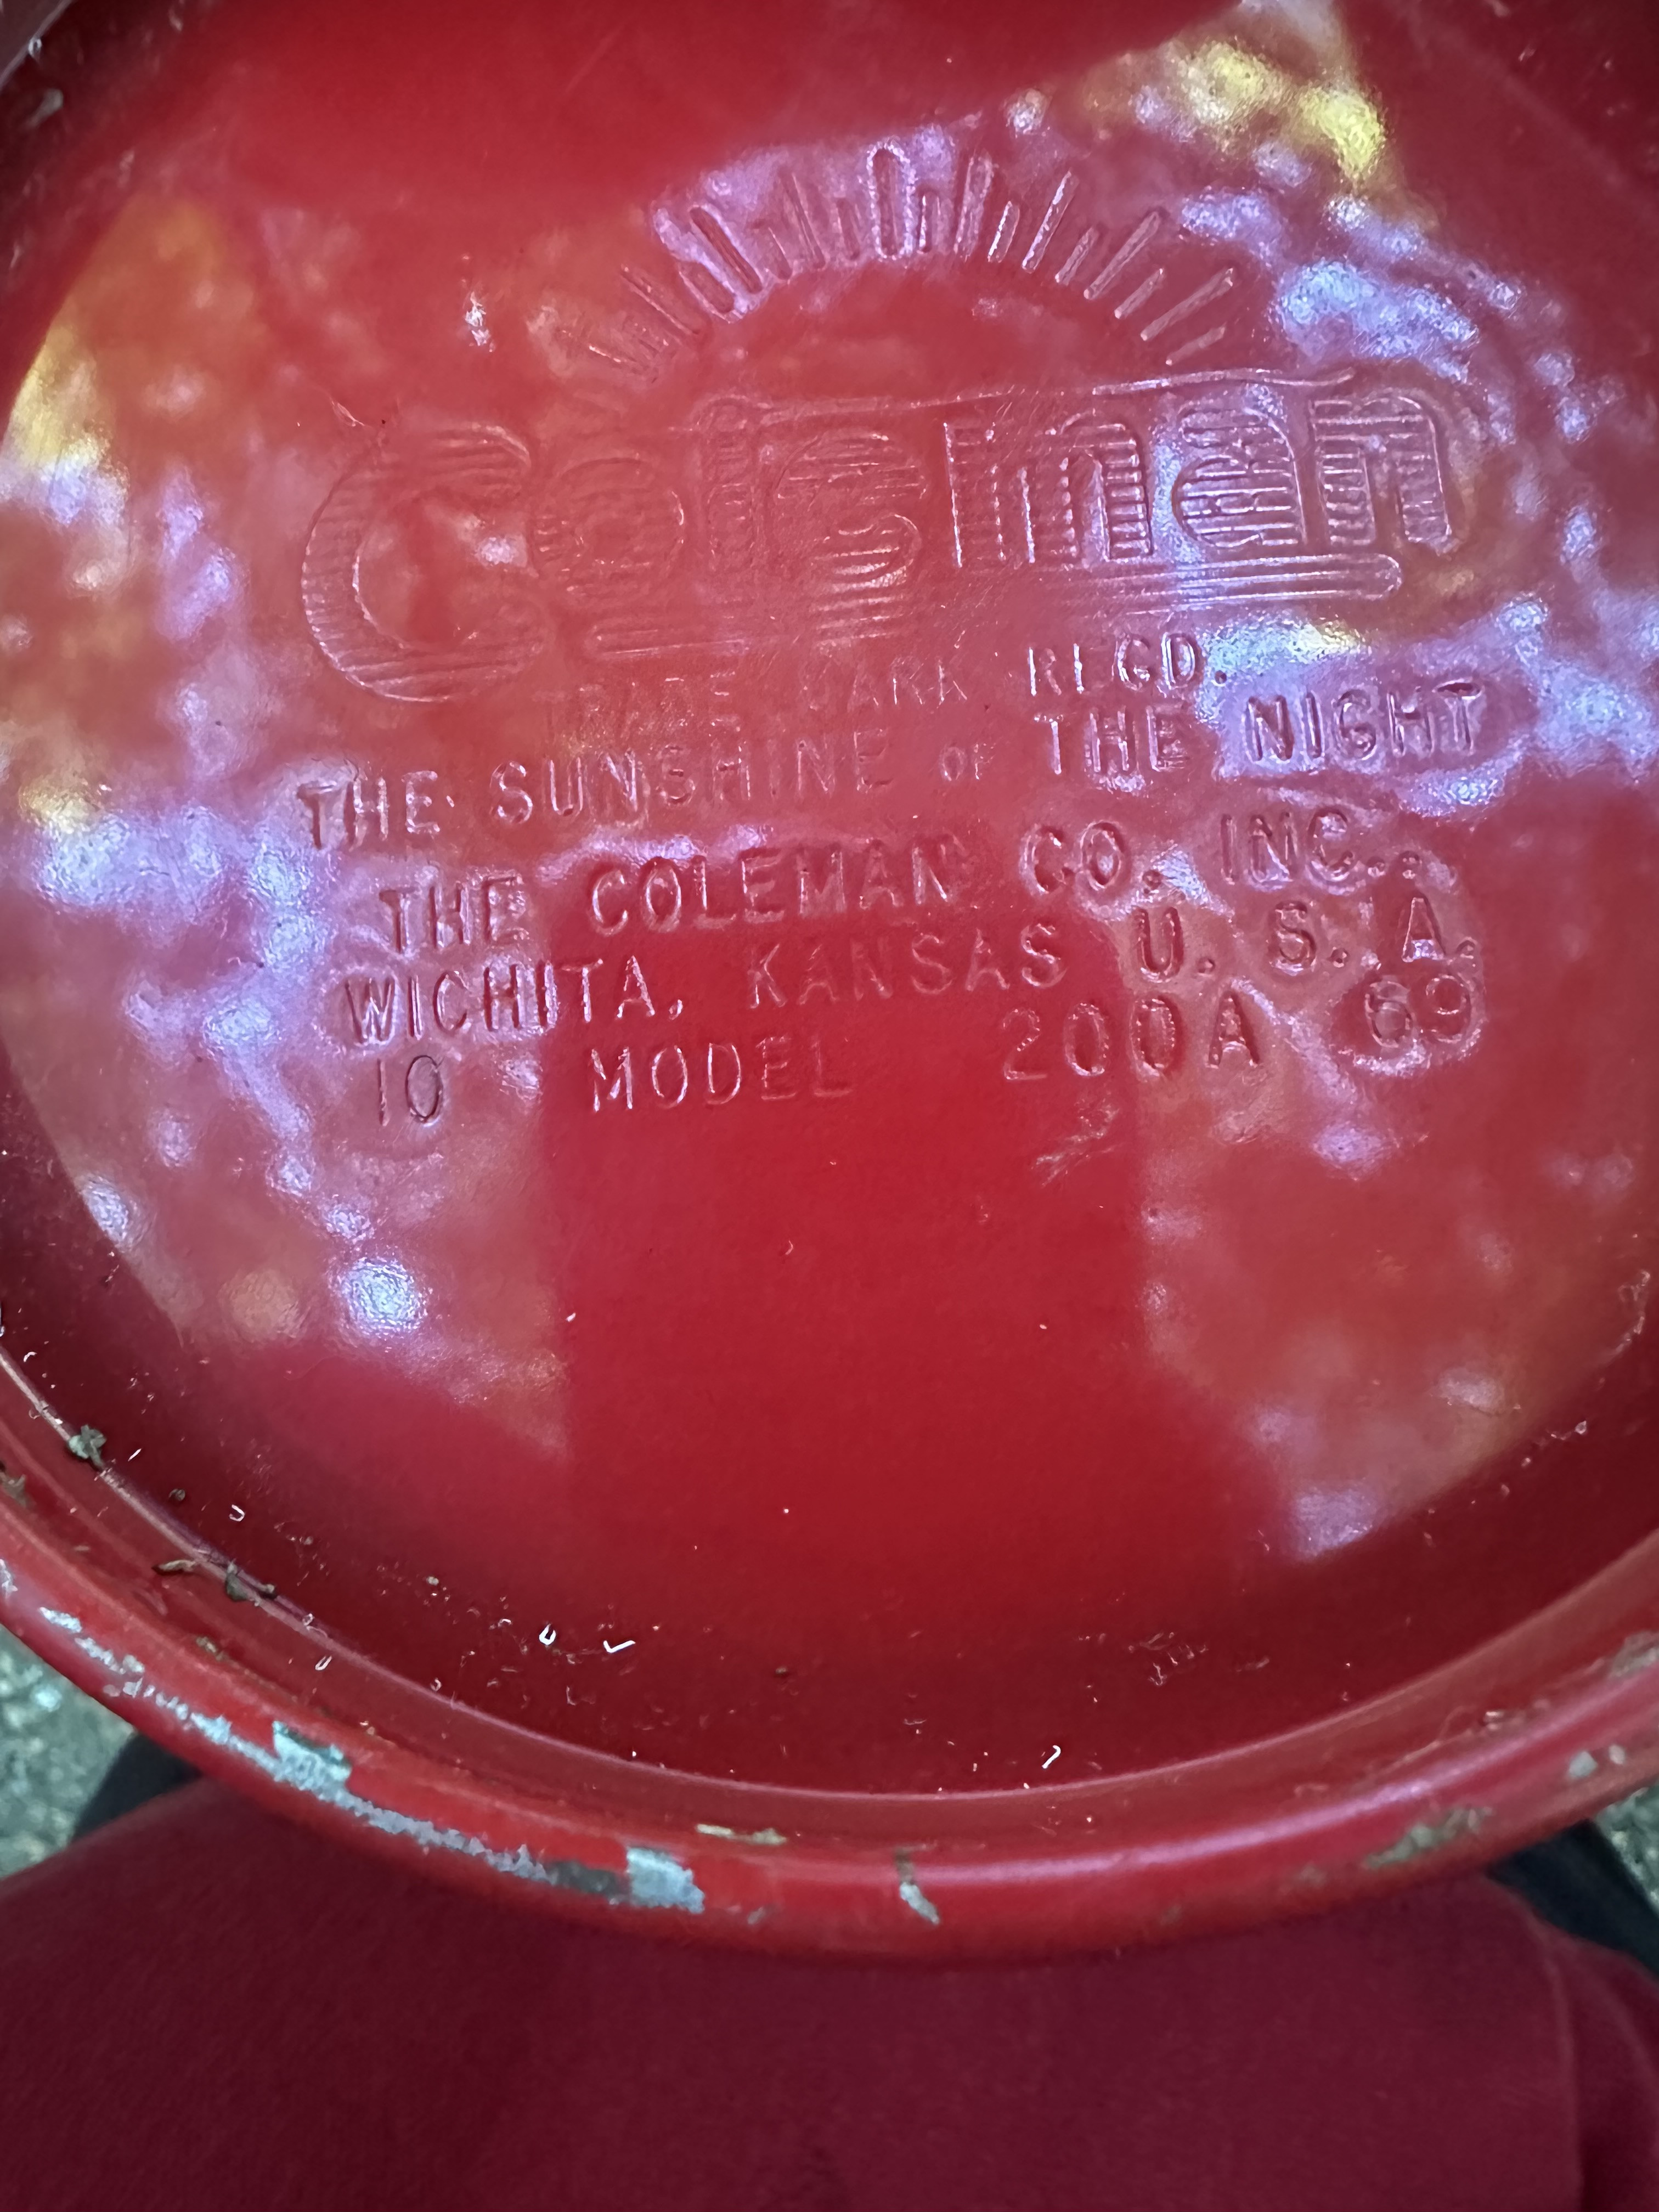 Coleman
TRADE MARK REGD.
THE SUNSHINE OF THE NIGHT
THE COLEMAN CO. INC.,
WICHITA, KANSAS U. S. A.
10 MODEL 200A 69